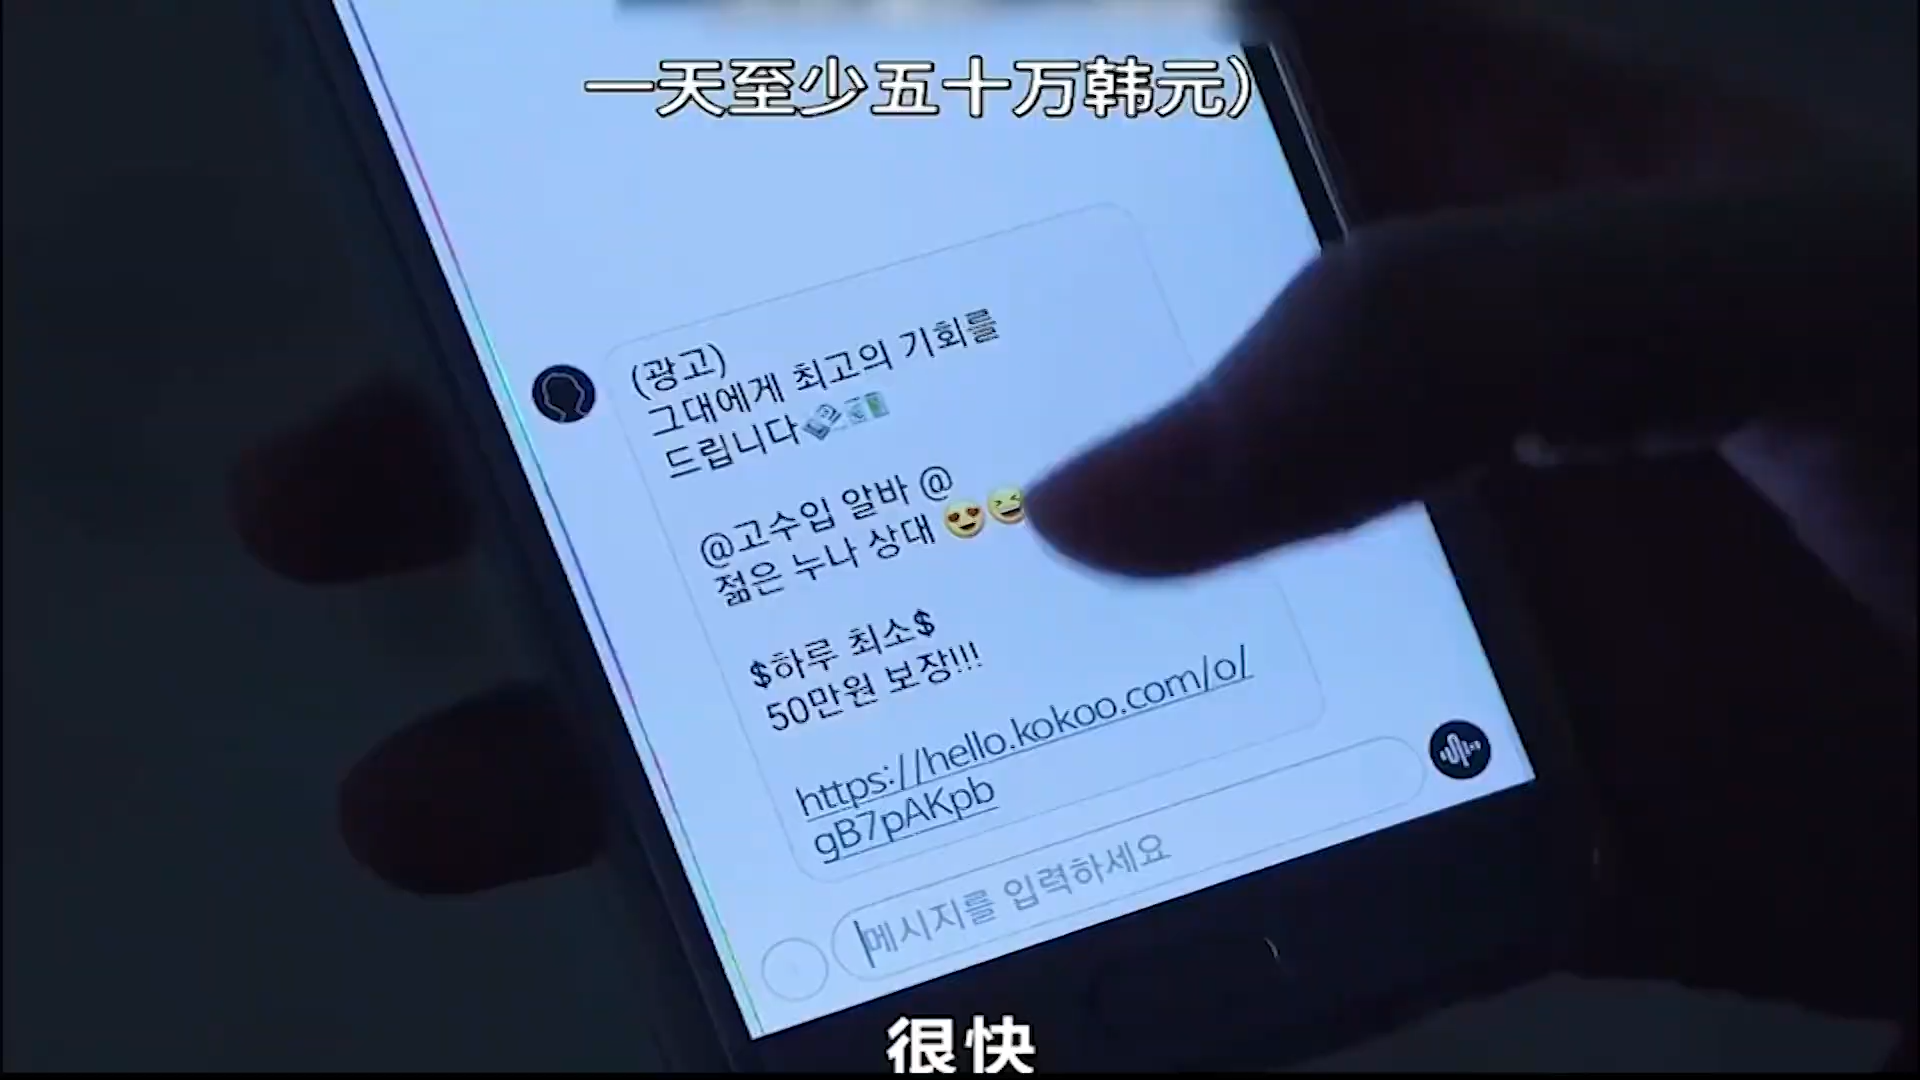 一天至少五十万韩元)
(광고)
그대에게 최고의 기회를
드립니다💸💶💵
@고수입 알바 @
젊은 누나 상대 😍😆
$하루 최소$
50만원 보장!!!
https://hello.kokoo.com/o/
gB7pAKpb
메시지를 입력하세요
很快